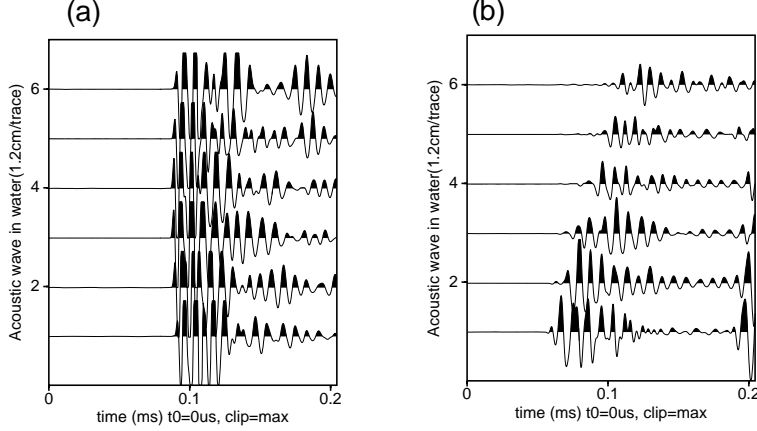 (a)
Acoustic wave in water(1.2cm/trace)
6
4
2
0
0.1
0.2
time (ms) t0=0us, clip=max
(b)
Acoustic wave in water(1.2cm/trace)
6
4
2
0
0.1
0.2
time (ms) t0=0us, clip=max